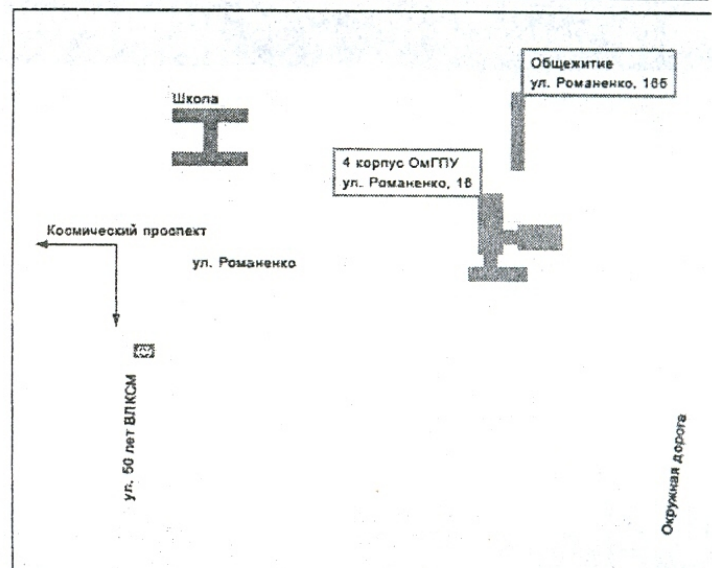 Общежитие
ул. Романенко, 16б
Школа
4 корпус ОмГПУ
ул. Романенко, 16
Космический проспект
ул. Романенко
ул. 50 лет ВЛКСМ
Окружная дорога